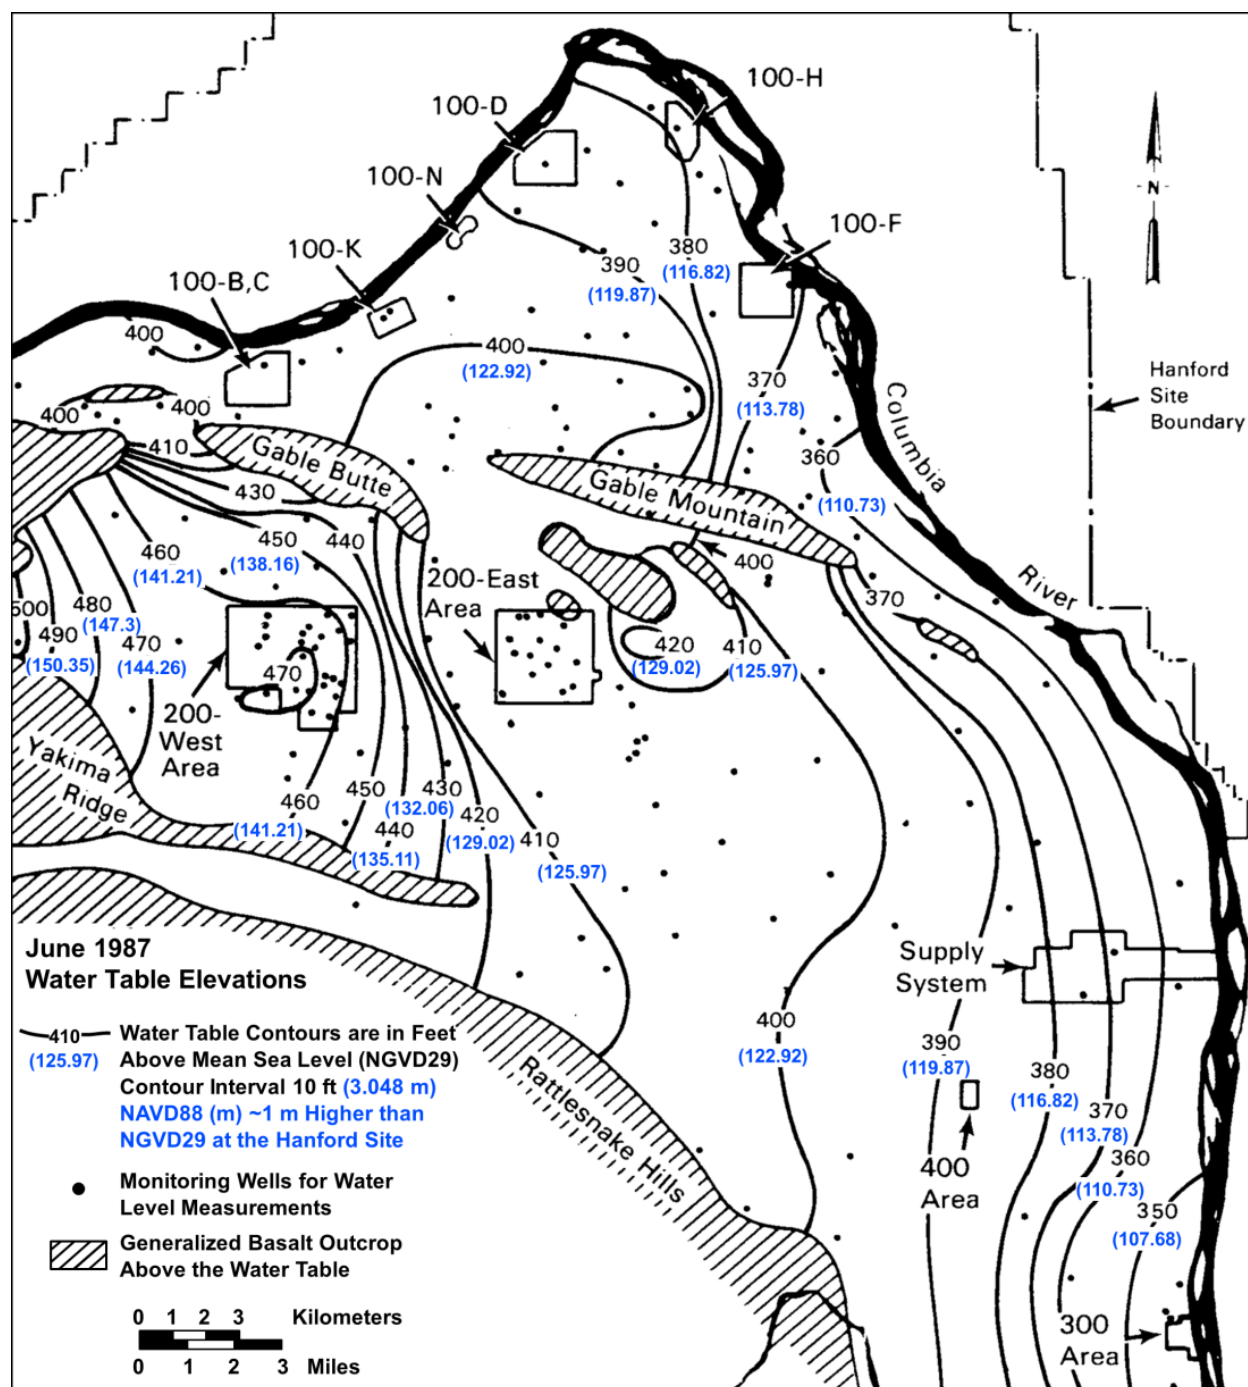 100-H
100-D
100-N
100-F
100-K
380
390
(116.82)
100-B,C
(119.87)
400
400
(122.92)
370
Hanford
Site
Boundary
(113.78)
Columbia
River
400
400
410
Gable Butte
360
Gable Mountain
430
(110.73)
450
440
460
(138.16)
(141.21)
400
200-East
Area
370
500
480
(147.3)
490
470
420
410
(150.35)
(144.26)
(129.02)
(125.97)
470
200-
West
Area
Yakima
Ridge
450
430
460
(132.06)
420
(141.21)
440
(129.02)
410
(135.11)
(125.97)
June 1987
Water Table Elevations
Supply
System
410
(125.97)
Water Table Contours are in Feet
Above Mean Sea Level (NGVD29)
Contour Interval 10 ft (3.048 m)
NAVD88 (m) ~1 m Higher than
NGVD29 at the Hanford Site
400
(122.92)
390
(119.87)
380
(116.82)
Rattlesnake Hills
370
(113.78)
400
Area
360
(110.73)
350
(107.68)
Monitoring Wells for Water
Level Measurements
Generalized Basalt Outcrop
Above the Water Table
0 1 2 3 Kilometers
0 1 2 3 Miles
300
Area
N